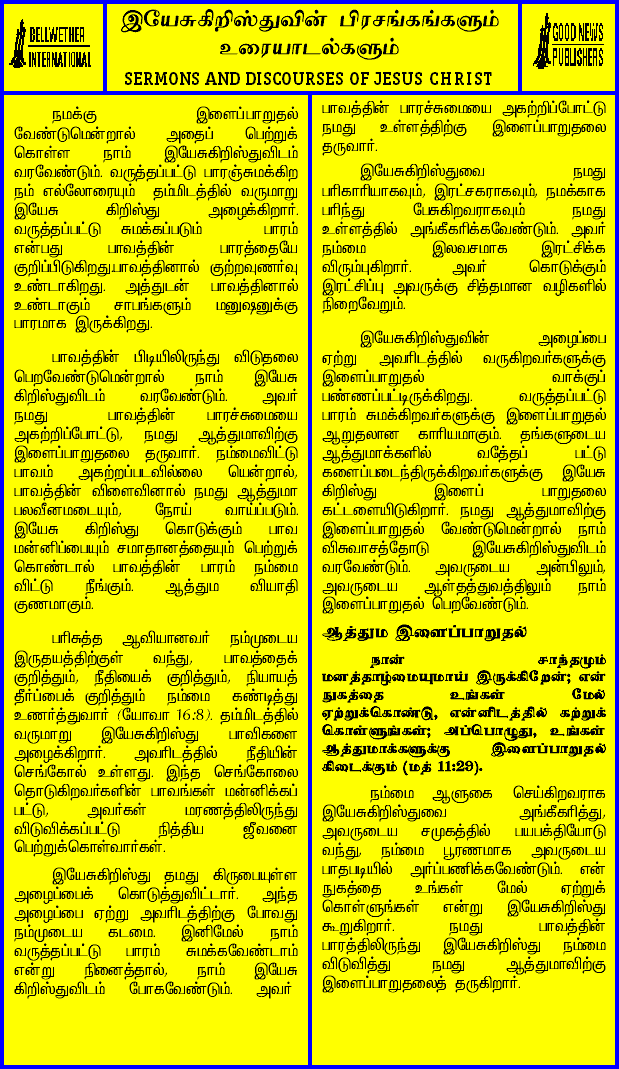 BELLWETHER
INTERNATIONAL
இயேசுகிறிஸ்துவின் பிரசங்கங்களும்
உரையாடல்களும்
SERMONS AND DISCOURSES OF JESUS CHRIST
GOOD NEWS
PUBLISHERS
நமக்கு இளைப்பாறுதல்
வேண்டுமென்றால் அதைப் பெற்றுக்
கொள்ள நாம் இயேசுகிறிஸ்துவிடம்
வரவேண்டும். வருத்தப்பட்டு பாரஞ்சுமக்கிற
நம் எல்லோரையும் தம்மிடத்தில் வருமாறு
இயேசு கிறிஸ்து அழைக்கிறார்.
வருத்தப்பட்டு சுமக்கப்படும் பாரம்
என்பது பாவத்தின் பாரத்தையே
குறிப்பிடுகிறது.பாவத்தினால் குற்றவுணர்வு
உண்டாகிறது. அத்துடன் பாவத்தினால்
உண்டாகும் சாபங்களும் மனுஷனுக்கு
பாரமாக இருக்கிறது.
பாவத்தின் பிடியிலிருந்து விடுதலை
பெறவேண்டுமென்றால் நாம் இயேசு
கிறிஸ்துவிடம் வரவேண்டும். அவர்
நமது பாவத்தின் பாரச்சுமையை
அகற்றிப்போட்டு, நமது ஆத்துமாவிற்கு
இளைப்பாறுதலை தருவார். நம்மைவிட்டு
பாவம் அகற்றப்படவில்லை யென்றால்,
பாவத்தின் விளைவினால் நமது ஆத்துமா
பலவீனமடையும், நோய் வாய்ப்படும்.
இயேசு கிறிஸ்து கொடுக்கும் பாவ
மன்னிப்பையும் சமாதானத்தையும் பெற்றுக்
கொண்டால் பாவத்தின் பாரம் நம்மை
விட்டு நீங்கும். ஆத்தும வியாதி
குணமாகும்.
பரிசுத்த ஆவியானவர் நம்முடைய
இருதயத்திற்குள் வந்து, பாவத்தைக்
குறித்தும், நீதியைக் குறித்தும், நியாயத்
தீர்ப்பைக் குறித்தும் நம்மை கண்டித்து
உணர்த்துவார் (யோவா 16:8). தம்மிடத்தில்
வருமாறு இயேசுகிறிஸ்து பாவிகளை
அழைக்கிறார். அவரிடத்தில் நீதியின்
செங்கோல் உள்ளது. இந்த செங்கோலை
தொடுகிறவர்களின் பாவங்கள் மன்னிக்கப்
பட்டு, அவர்கள் மரணத்திலிருந்து
விடுவிக்கப்பட்டு நித்திய ஜீவனை
பெற்றுக்கொள்வார்கள்.
இயேசுகிறிஸ்து தமது கிருபையுள்ள
அழைப்பைக் கொடுத்துவிட்டார். அந்த
அழைப்பை ஏற்று அவரிடத்திற்கு போவது
நம்முடைய கடமை. இனிமேல் நாம்
வருத்தப்பட்டு பாரம் சுமக்கவேண்டாம்
என்று நினைத்தால், நாம் இயேசு
கிறிஸ்துவிடம் போகவேண்டும். அவர்
பாவத்தின் பாரச்சுமையை அகற்றிப்போட்டு
நமது உள்ளத்திற்கு இளைப்பாறுதலை
தருவார்.
இயேசுகிறிஸ்துவை நமது
பரிகாரியாகவும், இரட்சகராகவும், நமக்காக
பரிந்து பேசுகிறவராகவும் நமது
உள்ளத்தில் அங்கீகரிக்கவேண்டும். அவர்
நம்மை இலவசமாக இரட்சிக்க
விரும்புகிறார். அவர் கொடுக்கும்
இரட்சிப்பு அவருக்கு சித்தமான வழிகளில்
நிறைவேறும்.
இயேசுகிறிஸ்துவின் அழைப்பை
ஏற்று அவரிடத்தில் வருகிறவர்களுக்கு
இளைப்பாறுதல் வாக்குப்
பண்ணப்பட்டிருக்கிறது. வருத்தப்பட்டு
பாரம் சுமக்கிறவர்களுக்கு இளைப்பாறுதல்
ஆறுதலான காரியமாகும். தங்களுடைய
ஆத்துமாக்களில் வத்தேப் பட்டு
களைப்படைந்திருக்கிறவர்களுக்கு இயேசு
கிறிஸ்து இளைப் பாறுதலை
கட்டளையிடுகிறார். நமது ஆத்துமாவிற்கு
இளைப்பாறுதல் வேண்டுமென்றால் நாம்
விசுவாசத்தோடு இயேசுகிறிஸ்துவிடம்
வரவேண்டும். அவருடைய அன்பிலும்,
அவருடைய ஆள்தத்துவத்திலும் நாம்
இளைப்பாறுதல் பெறவேண்டும்.
ஆத்தும இளைப்பாறுதல்
நான் சாந்தமும்
மனத்தாழ்மையுமாய் இருக்கிறேன்; என்
நுகத்தை உங்கள் மேல்
ஏற்றுக்கொண்டு, என்னிடத்தில் கற்றுக்
கொள்ளுங்கள்; அப்பொழுது, உங்கள்
ஆத்துமாக்களுக்கு இளைப்பாறுதல்
கிடைக்கும் (மத் 11:29).
நம்மை ஆளுகை செய்கிறவராக
இயேசுகிறிஸ்துவை அங்கீகரித்து,
அவருடைய சமுகத்தில் பயபக்தியோடு
வந்து, நம்மை பூரணமாக அவருடைய
பாதபடியில் அர்ப்பணிக்கவேண்டும். என்
நுகத்தை உங்கள் மேல் ஏற்றுக்
கொள்ளுங்கள் என்று இயேசுகிறிஸ்து
கூறுகிறார். நமது பாவத்தின்
பாரத்திலிருந்து இயேசுகிறிஸ்து நம்மை
விடுவித்து நமது ஆத்துமாவிற்கு
இளைப்பாறுதலைத் தருகிறார்.